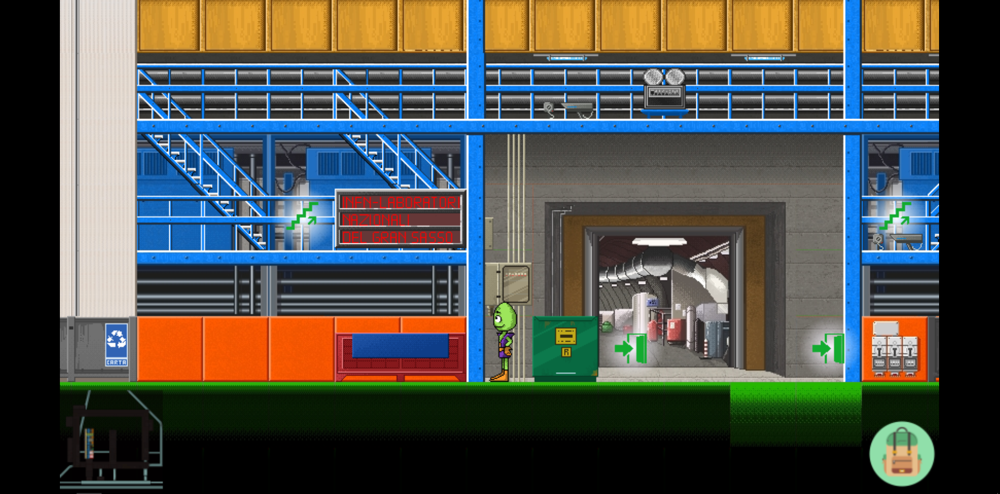 INFN-LABORATORI
NAZIONALI
DEL GRAN SASSO
R
CARTA